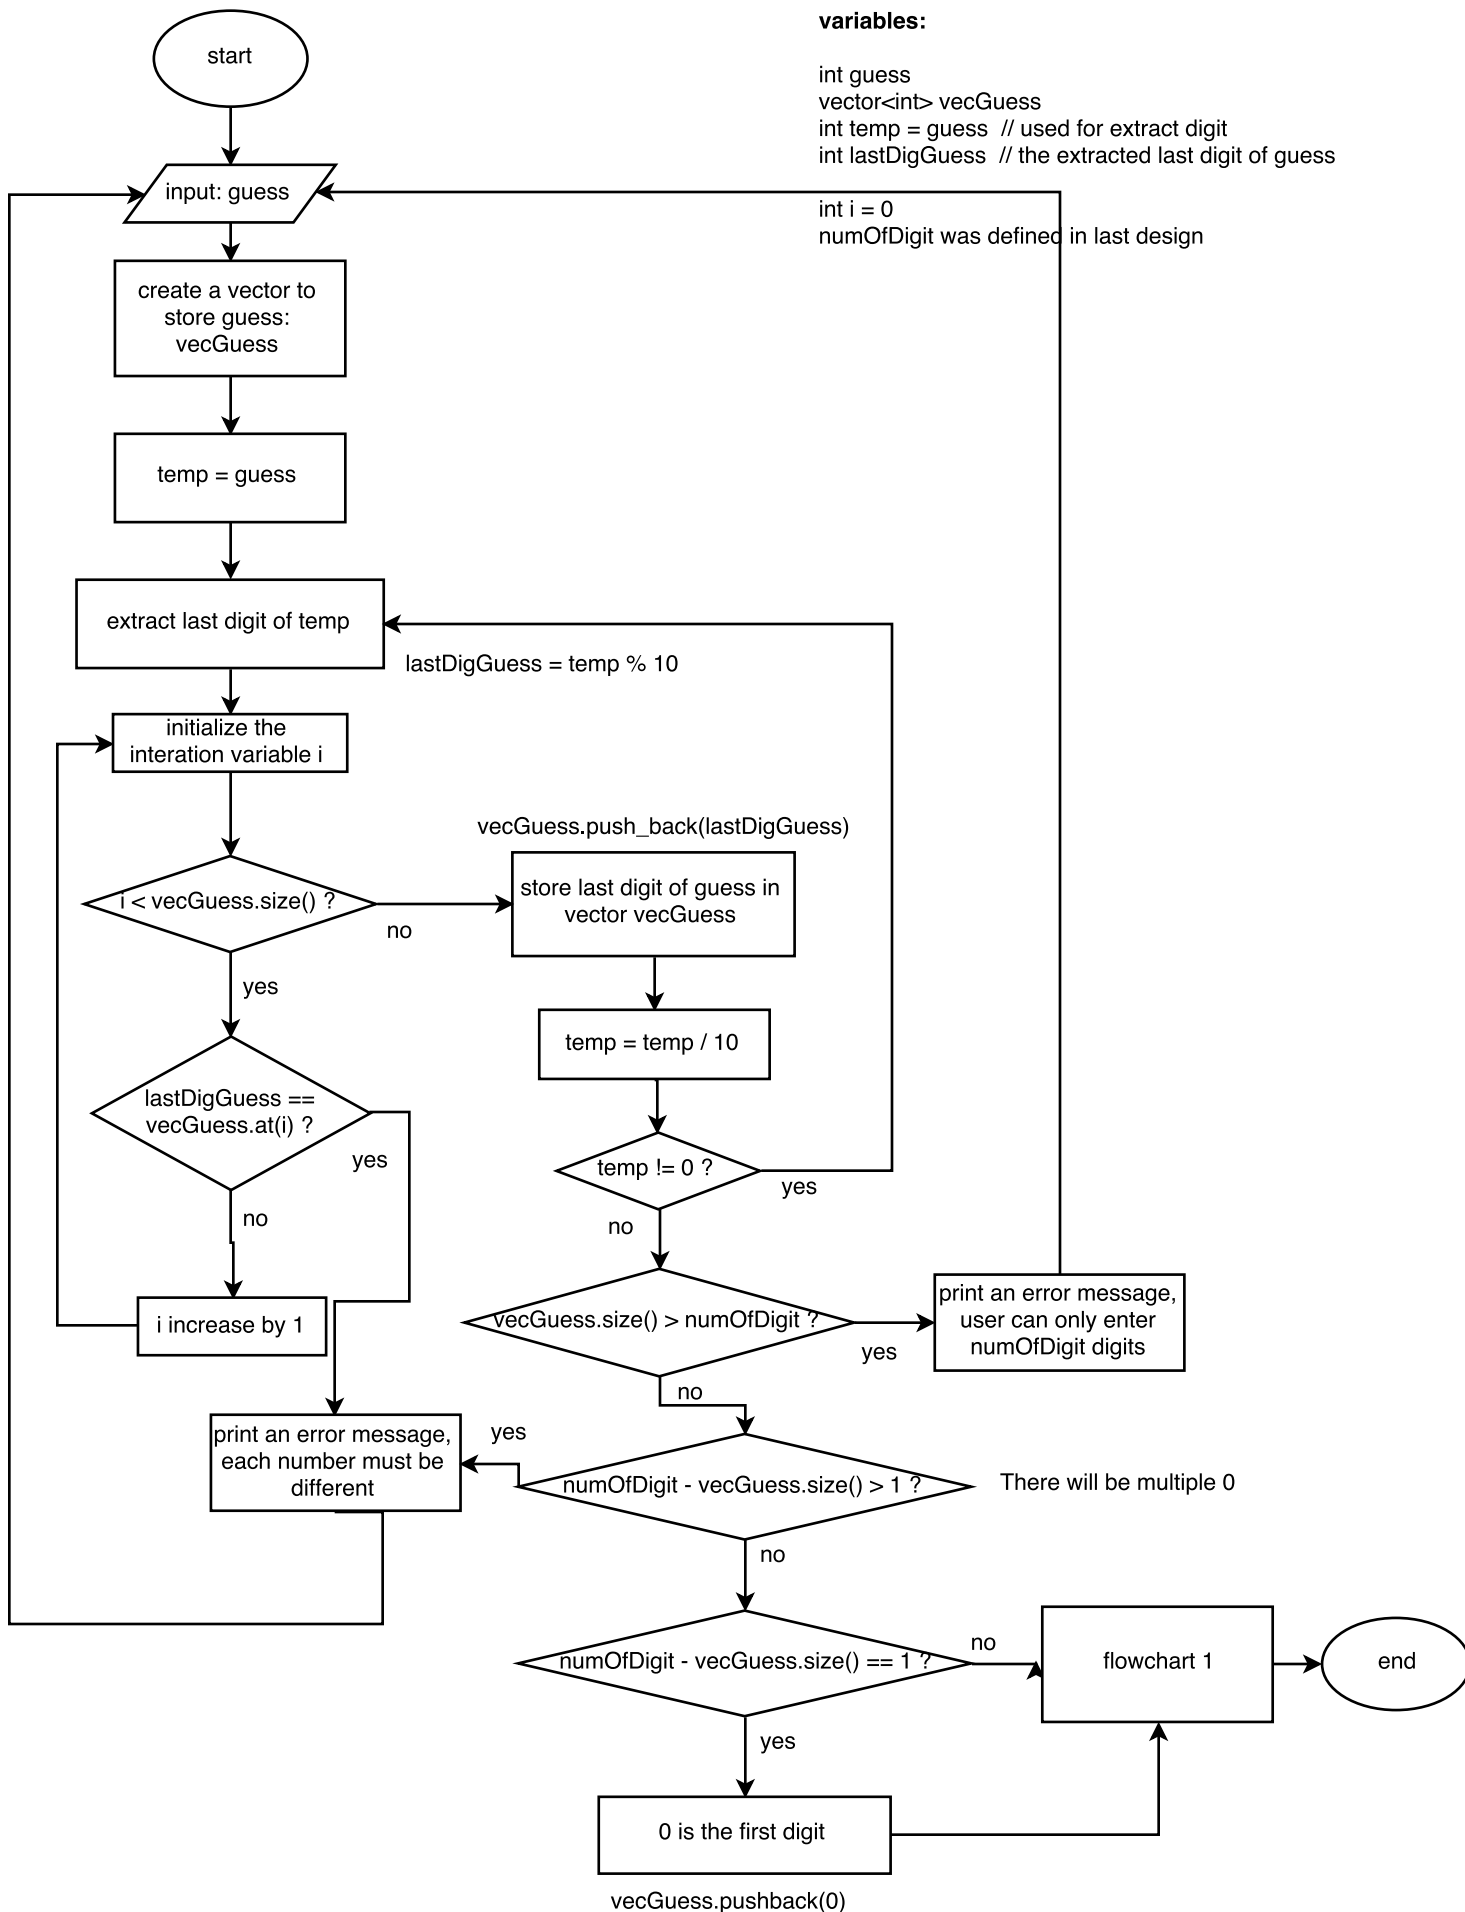 variables:
int guess
vector<int> vecGuess
int temp = guess  // used for extract digit
int lastDigGuess  // the extracted last digit of guess
int i = 0
numOfDigit was defined in last design
start
input: guess
create a vector to
store guess:
vecGuess
temp = guess
extract last digit of temp
lastDigGuess = temp % 10
initialize the
interation variable i
vecGuess.push_back(lastDigGuess)
i < vecGuess.size() ?
no
store last digit of guess in
vector vecGuess
yes
temp = temp / 10
lastDigGuess ==
vecGuess.at(i) ?
yes
no
temp != 0 ?
yes
no
i increase by 1
vecGuess.size() > numOfDigit ?
yes
print an error message,
user can only enter
numOfDigit digits
no
print an error message,
each number must be
different
yes
numOfDigit - vecGuess.size() > 1 ?
There will be multiple 0
no
numOfDigit - vecGuess.size() == 1 ?
no
flowchart 1
end
yes
0 is the first digit
vecGuess.pushback(0)